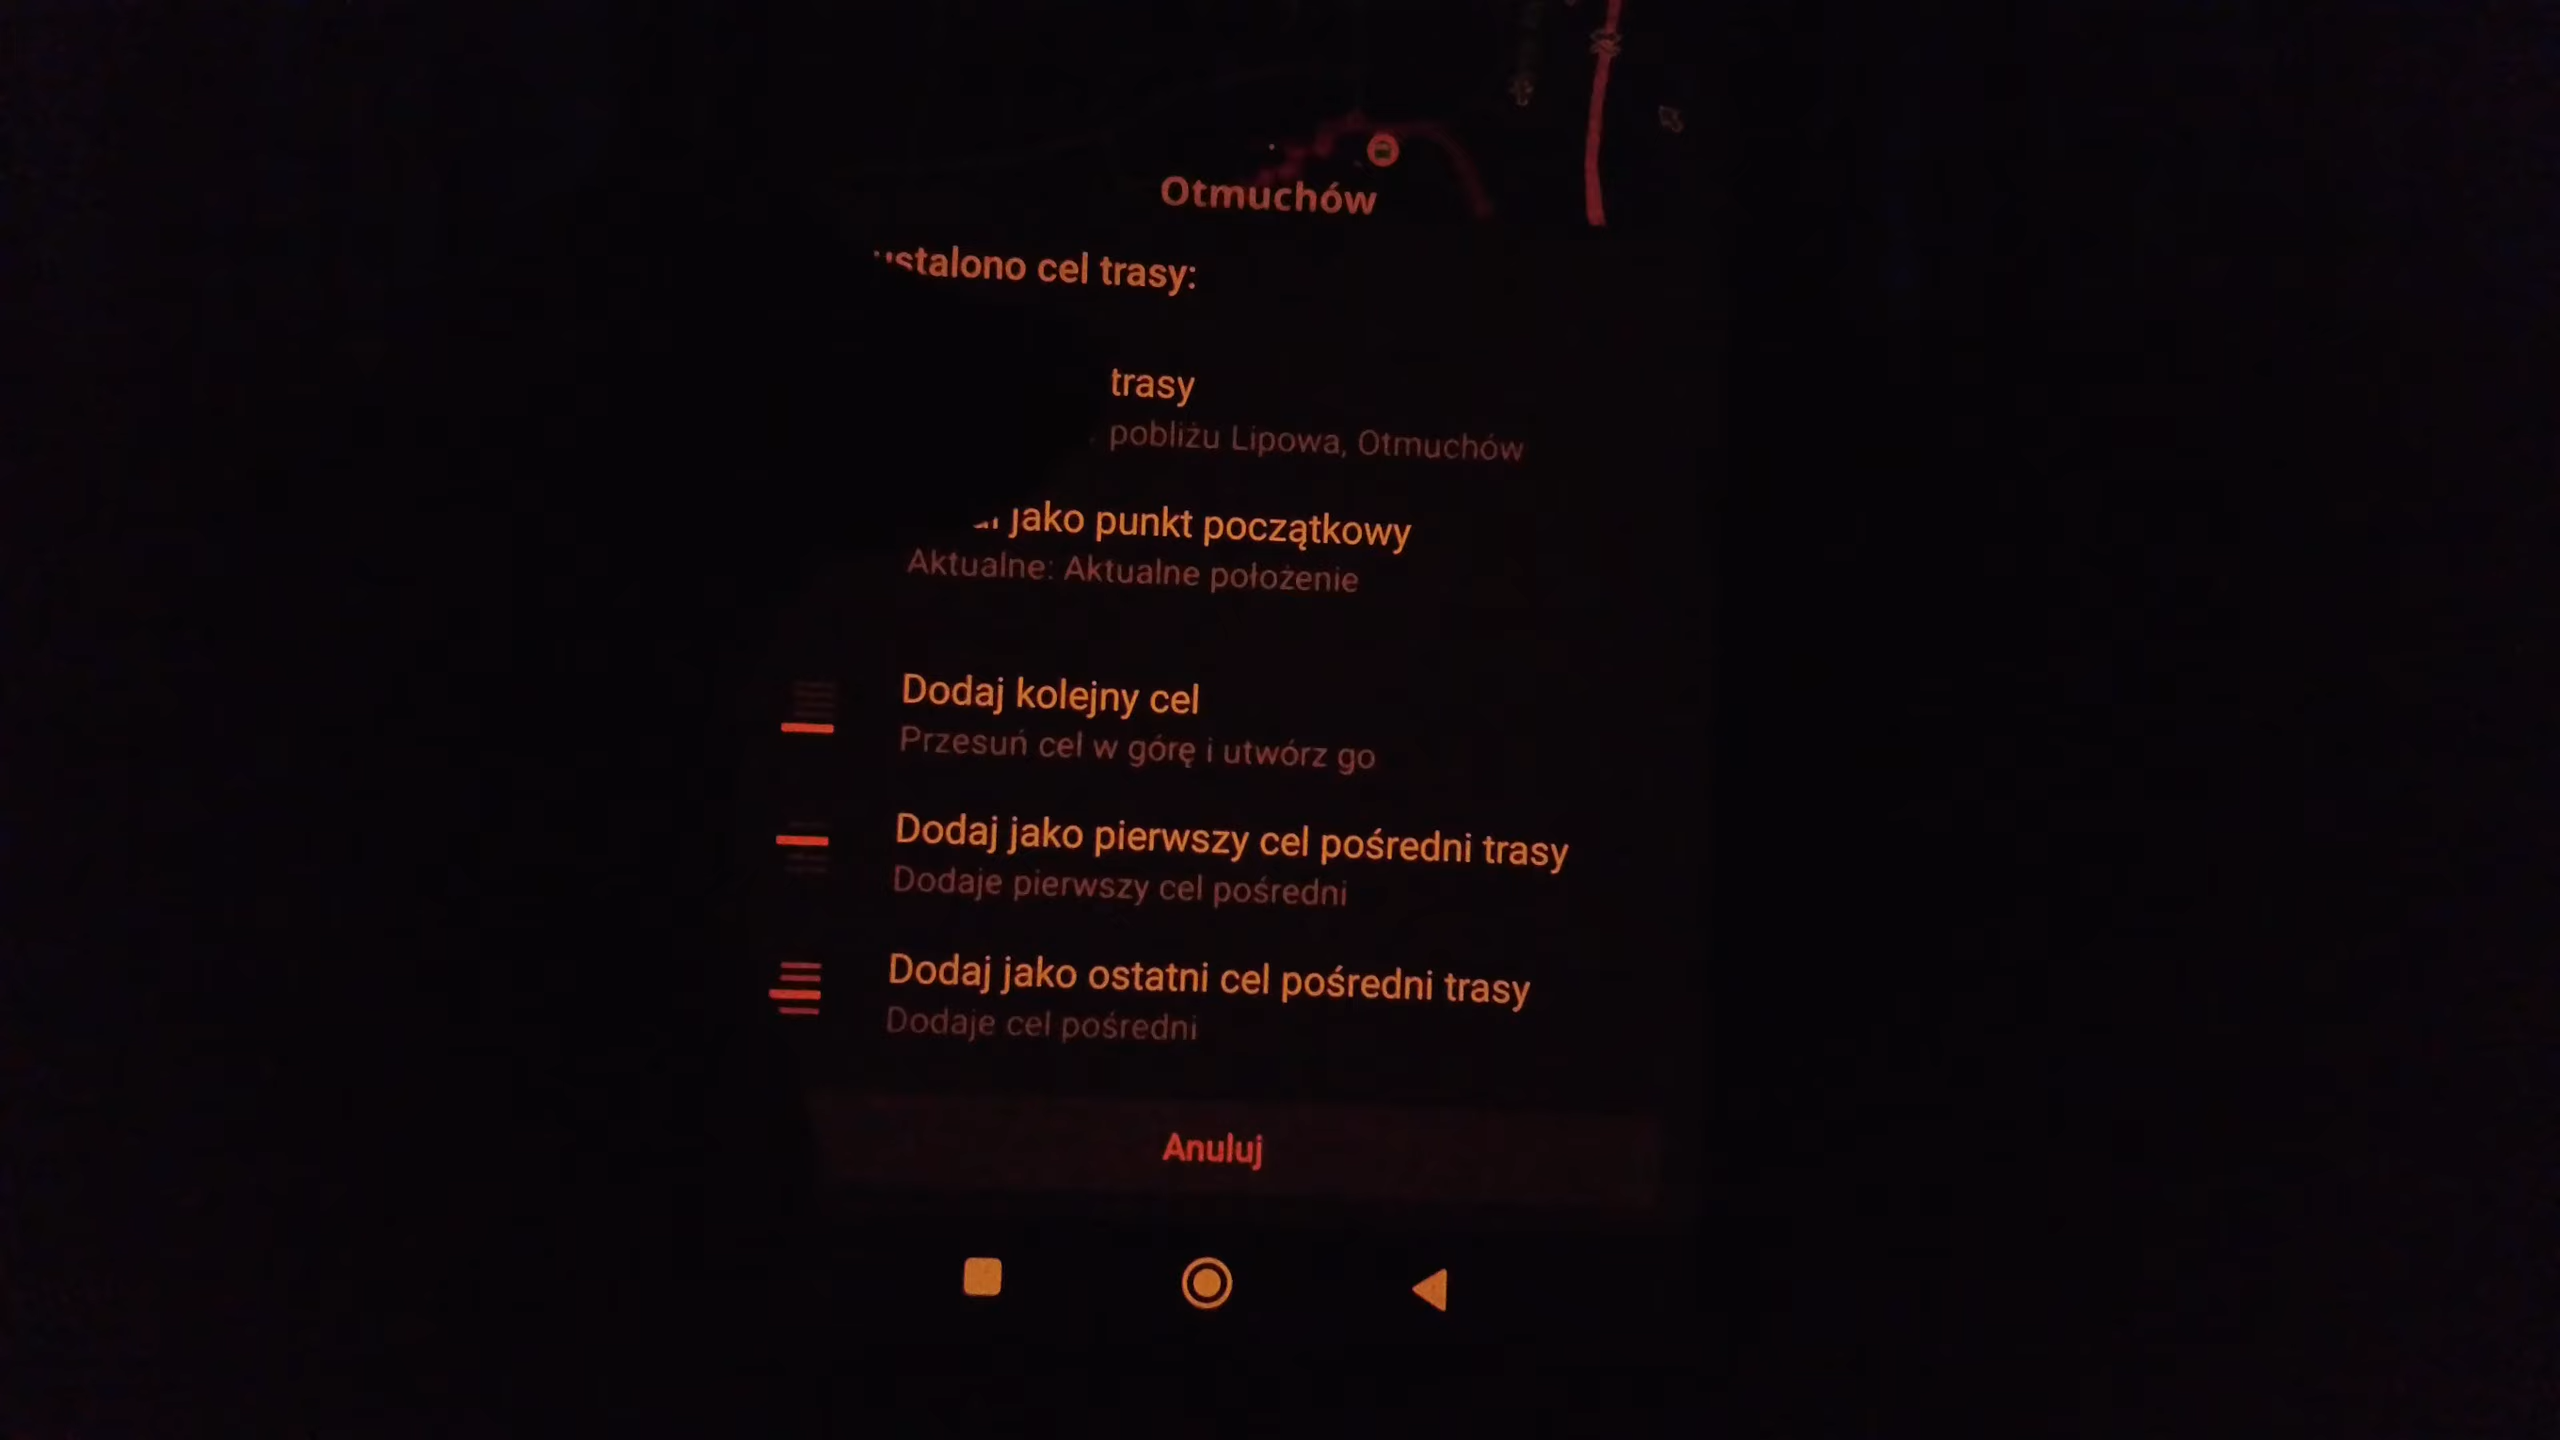 Otmuchów
cel trasy:
trasy
pobliżu Lipowa, Otmuchów
jako punkt początkowy
Aktualne: Aktualne położenie
Dodaj kolejny cel
Przesuń cel w górę i utwórz go
Dodaj jako pierwszy cel pośredni trasy
Dodaje pierwszy cel pośredni
Dodaj jako ostatni cel pośredni trasy
Dodaje cel pośredni
Anuluj